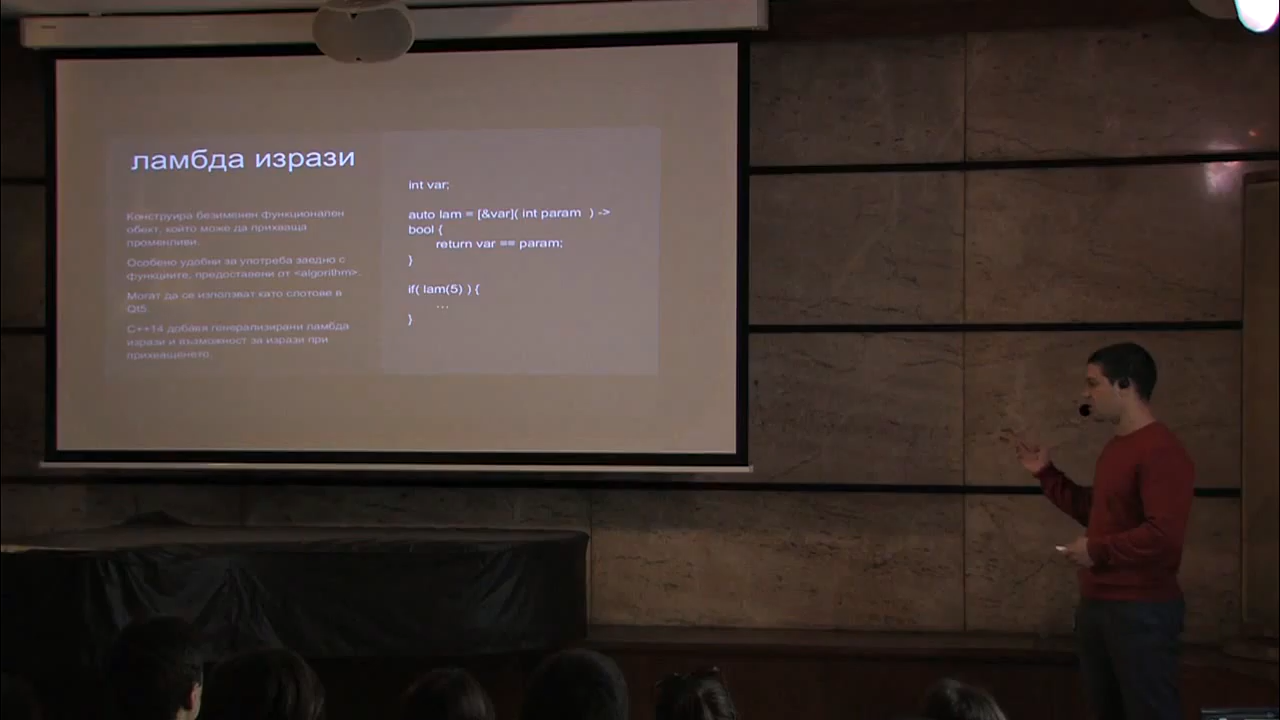 ламбда изрази
Конструира безименен функционален
обект, който може да прихваща
променливи.
Особено удобни за употреба заедно с
функциите, предоставени от <algorithm>.
Могат да се използват като слотове в
Qt5.
C++14 добавя генерализирани ламбда
изрази и възможност за изрази при
прихващането.
int var;
auto lam = [&var]( int param ) ->
bool {
return var == param;
}
if( lam(5) ) {
...
}